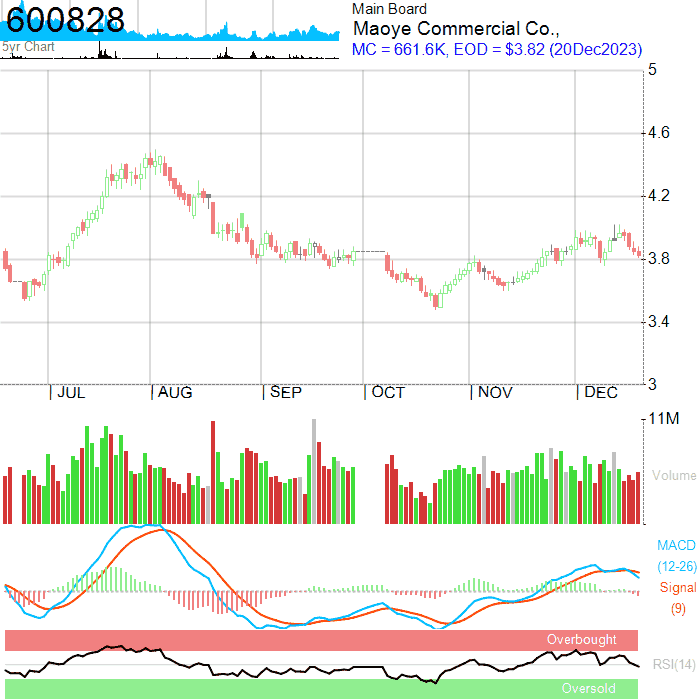 600828
5yr Chart
Main Board
Maoye Commercial Co.,
MC = 661.6K, EOD = $3.82 (20Dec2023)
5
4.6
4.2
3.8
3.4
3
JUL AUG SEP OCT NOV DEC
11M
Volume
MACD
(12-26)
Signal
(9)
Overbought
RSI(14)
Oversold